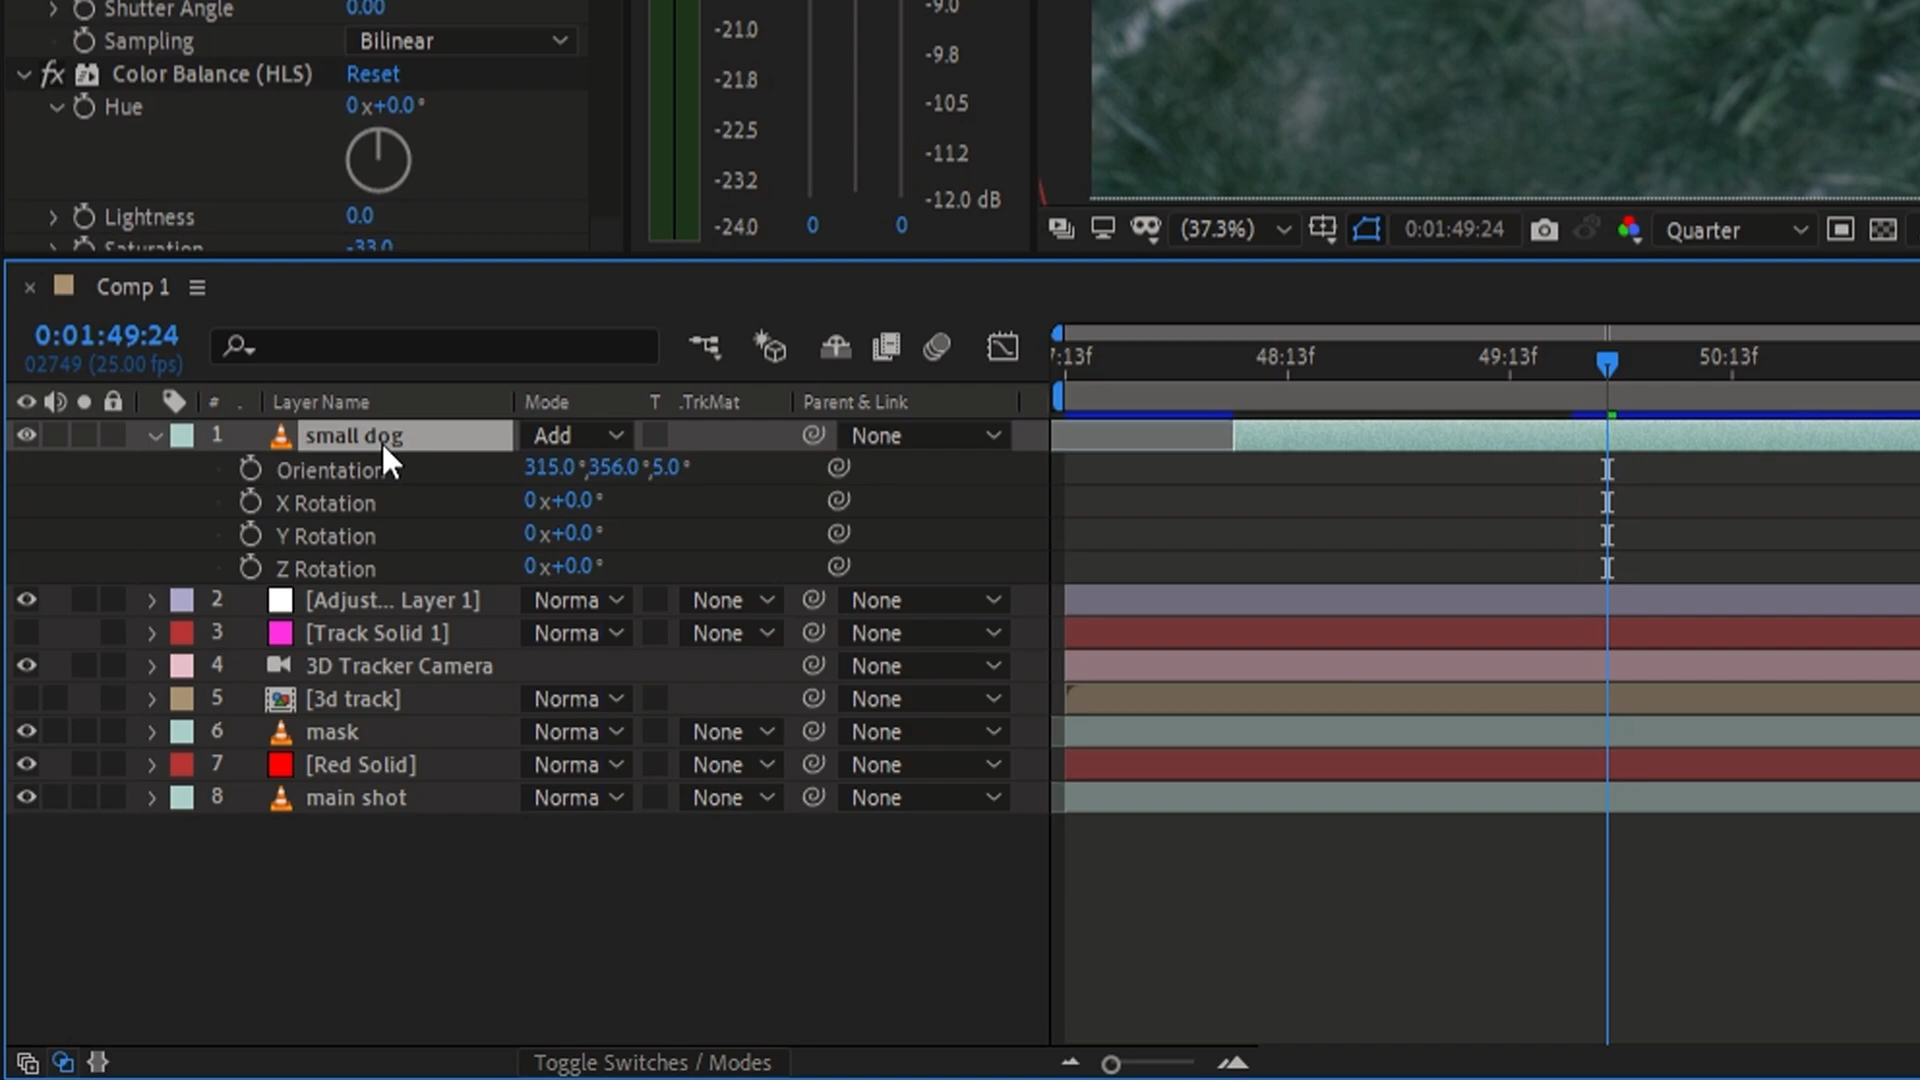 Shutter Angle 0.00
Sampling Bilinear
fx Color Balance (HLS) Reset
Hue 0x+0.0°
Lightness 0.0
Saturation -33.0
-21.0
-21.8
-22.5
-23.2
-24.0
-9.0
-9.8
-10.5
-11.2
-12.0 dB
0 0
(37.3%) 0:01:49:24 Quarter
Comp 1
0:01:49:24
02749 (25.00 fps)
:13f 48:13f 49:13f 50:13f
# . Layer Name Mode T .TrkMat Parent & Link
1 small dog Add None
Orientation 315.0°,356.0°,5.0°
X Rotation 0x+0.0°
Y Rotation 0x+0.0°
Z Rotation 0x+0.0°
2 [Adjust... Layer 1] Norma None None
3 [Track Solid 1] Norma None None
4 3D Tracker Camera None
5 [3d track] Norma None
6 mask Norma None None
7 [Red Solid] Norma None None
8 main shot Norma None None
Toggle Switches / Modes